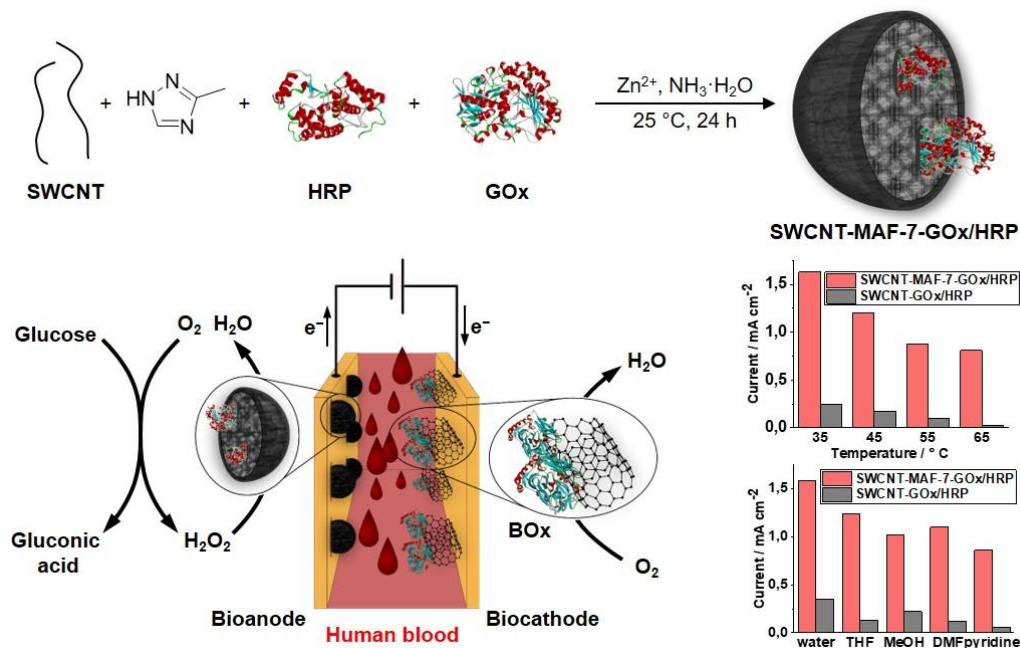 SWCNT + HN N N + HRP + GOx
Zn²⁺, NH₃·H₂O
25 °C, 24 h
SWCNT
HRP
GOx
SWCNT-MAF-7-GOx/HRP
Glucose
O₂
H₂O
Gluconic
acid
H₂O₂
e⁻
e⁻
H₂O
BOx
O₂
Bioanode
Human blood
Biocathode
Current / mA cm⁻²
1,5
1,0
0,5
0,0
SWCNT-MAF-7-GOx/HRP
SWCNT-GOx/HRP
35 45 55 65
Temperature / ° C
Current / mA cm⁻²
1,5
1,0
0,5
0,0
SWCNT-MAF-7-GOx/HRP
SWCNT-GOx/HRP
water THF MeOH DMF pyridine